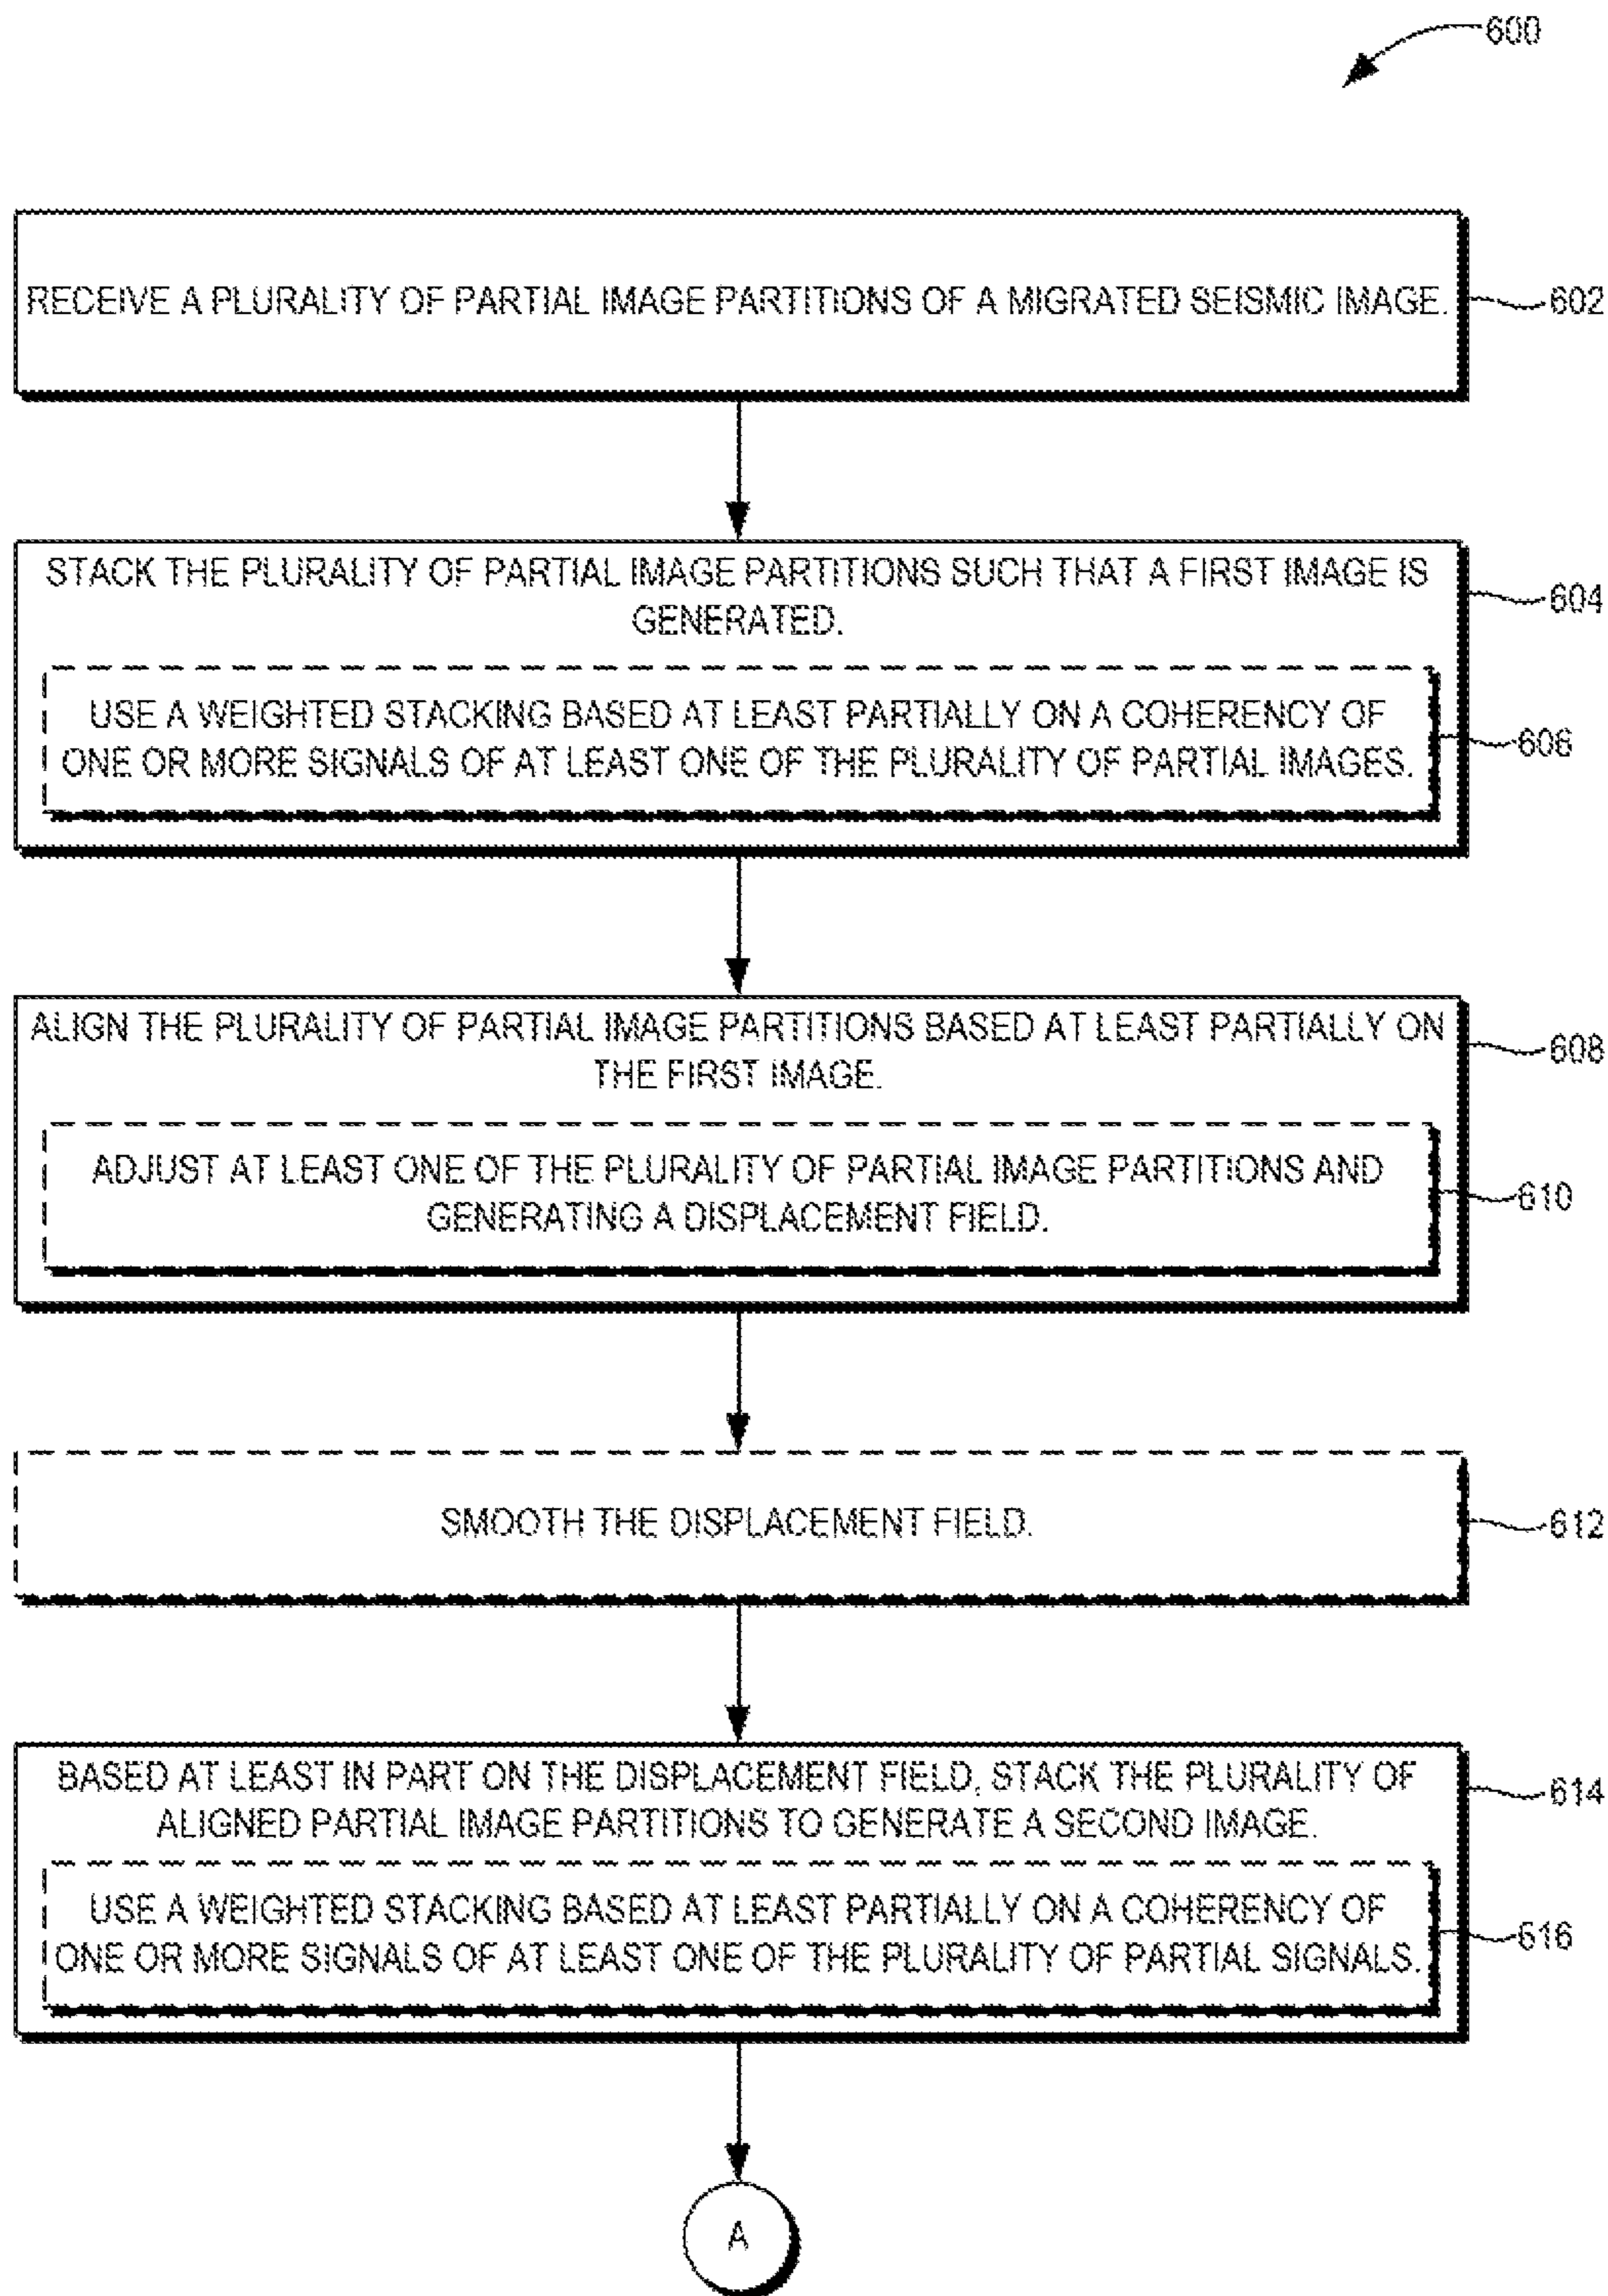 600
RECEIVE A PLURALITY OF PARTIAL IMAGE PARTITIONS OF A MIGRATED SEISMIC IMAGE.
602
STACK THE PLURALITY OF PARTIAL IMAGE PARTITIONS SUCH THAT A FIRST IMAGE IS
GENERATED.
604
USE A WEIGHTED STACKING BASED AT LEAST PARTIALLY ON A COHERENCY OF
ONE OR MORE SIGNALS OF AT LEAST ONE OF THE PLURALITY OF PARTIAL IMAGES.
606
ALIGN THE PLURALITY OF PARTIAL IMAGE PARTITIONS BASED AT LEAST PARTIALLY ON
THE FIRST IMAGE.
608
ADJUST AT LEAST ONE OF THE PLURALITY OF PARTIAL IMAGE PARTITIONS AND
GENERATING A DISPLACEMENT FIELD.
610
SMOOTH THE DISPLACEMENT FIELD.
612
BASED AT LEAST IN PART ON THE DISPLACEMENT FIELD, STACK THE PLURALITY OF
ALIGNED PARTIAL IMAGE PARTITIONS TO GENERATE A SECOND IMAGE.
614
USE A WEIGHTED STACKING BASED AT LEAST PARTIALLY ON A COHERENCY OF
ONE OR MORE SIGNALS OF AT LEAST ONE OF THE PLURALITY OF PARTIAL SIGNALS.
616
A